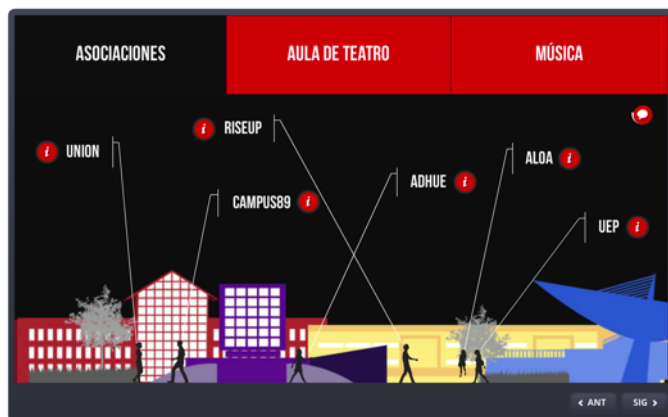 ASOCIACIONES
AULA DE TEATRO
MÚSICA
i RISEUP
i UNION
ALOA i
ADHUE i
CAMPUS89 i
UEP i
< ANT
SIG >